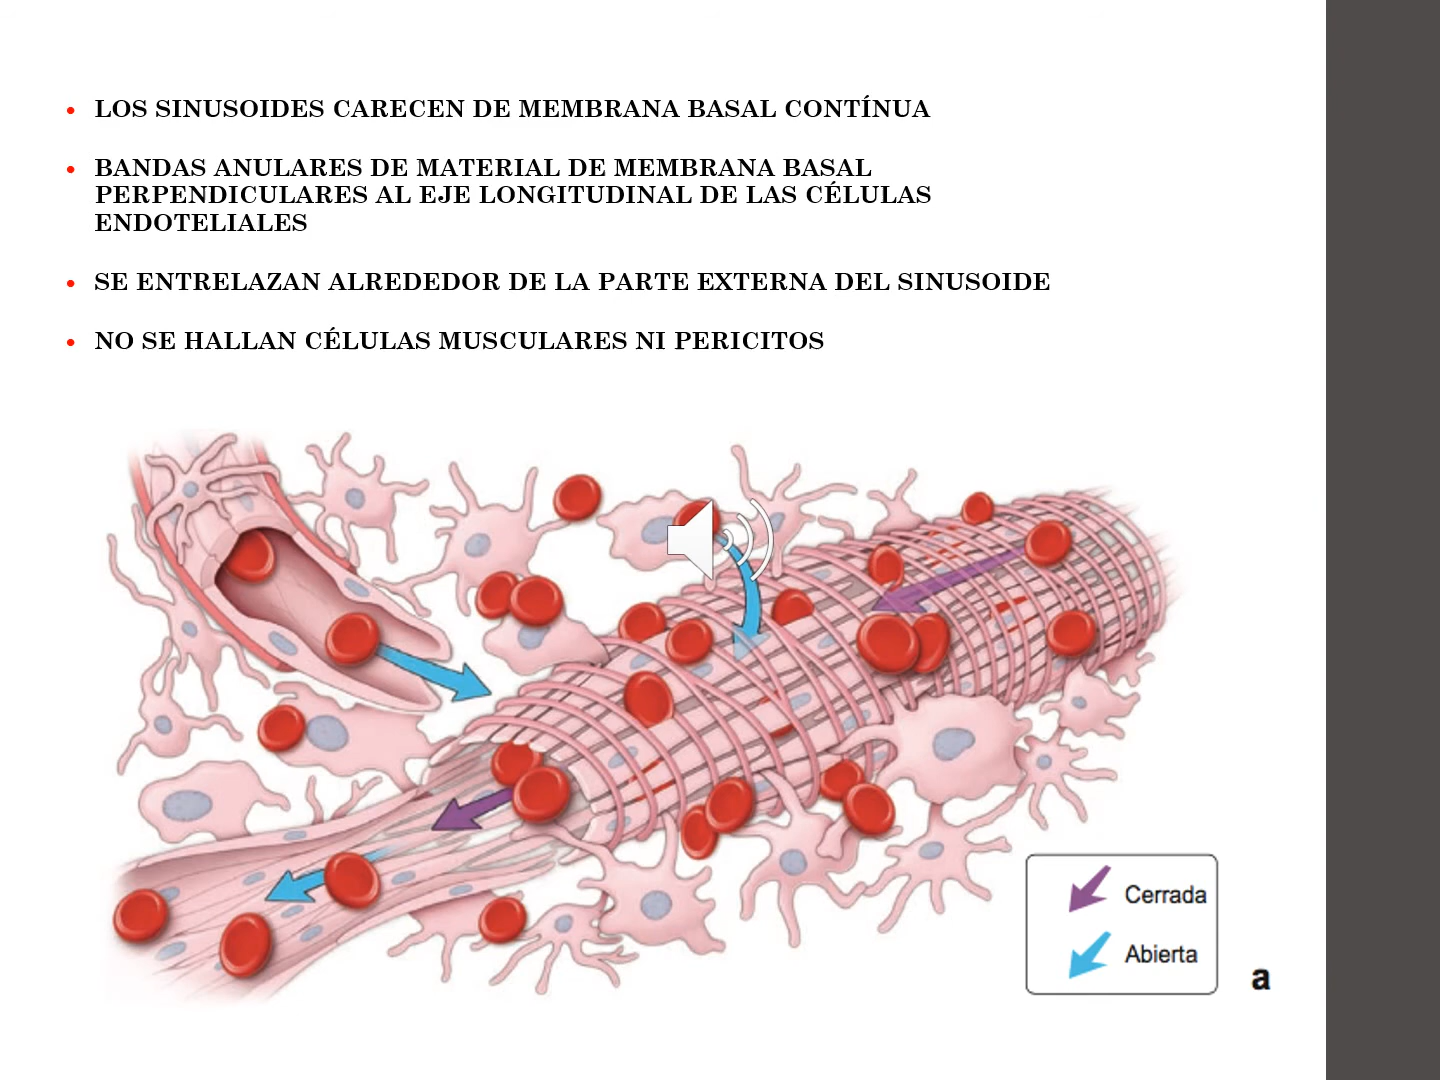 • LOS SINUSOIDES CARECEN DE MEMBRANA BASAL CONTÍNUA
• BANDAS ANULARES DE MATERIAL DE MEMBRANA BASAL
PERPENDICULARES AL EJE LONGITUDINAL DE LAS CÉLULAS
ENDOTELIALES
• SE ENTRELAZAN ALREDEDOR DE LA PARTE EXTERNA DEL SINUSOIDE
• NO SE HALLAN CÉLULAS MUSCULARES NI PERICITOS
Cerrada
Abierta
a